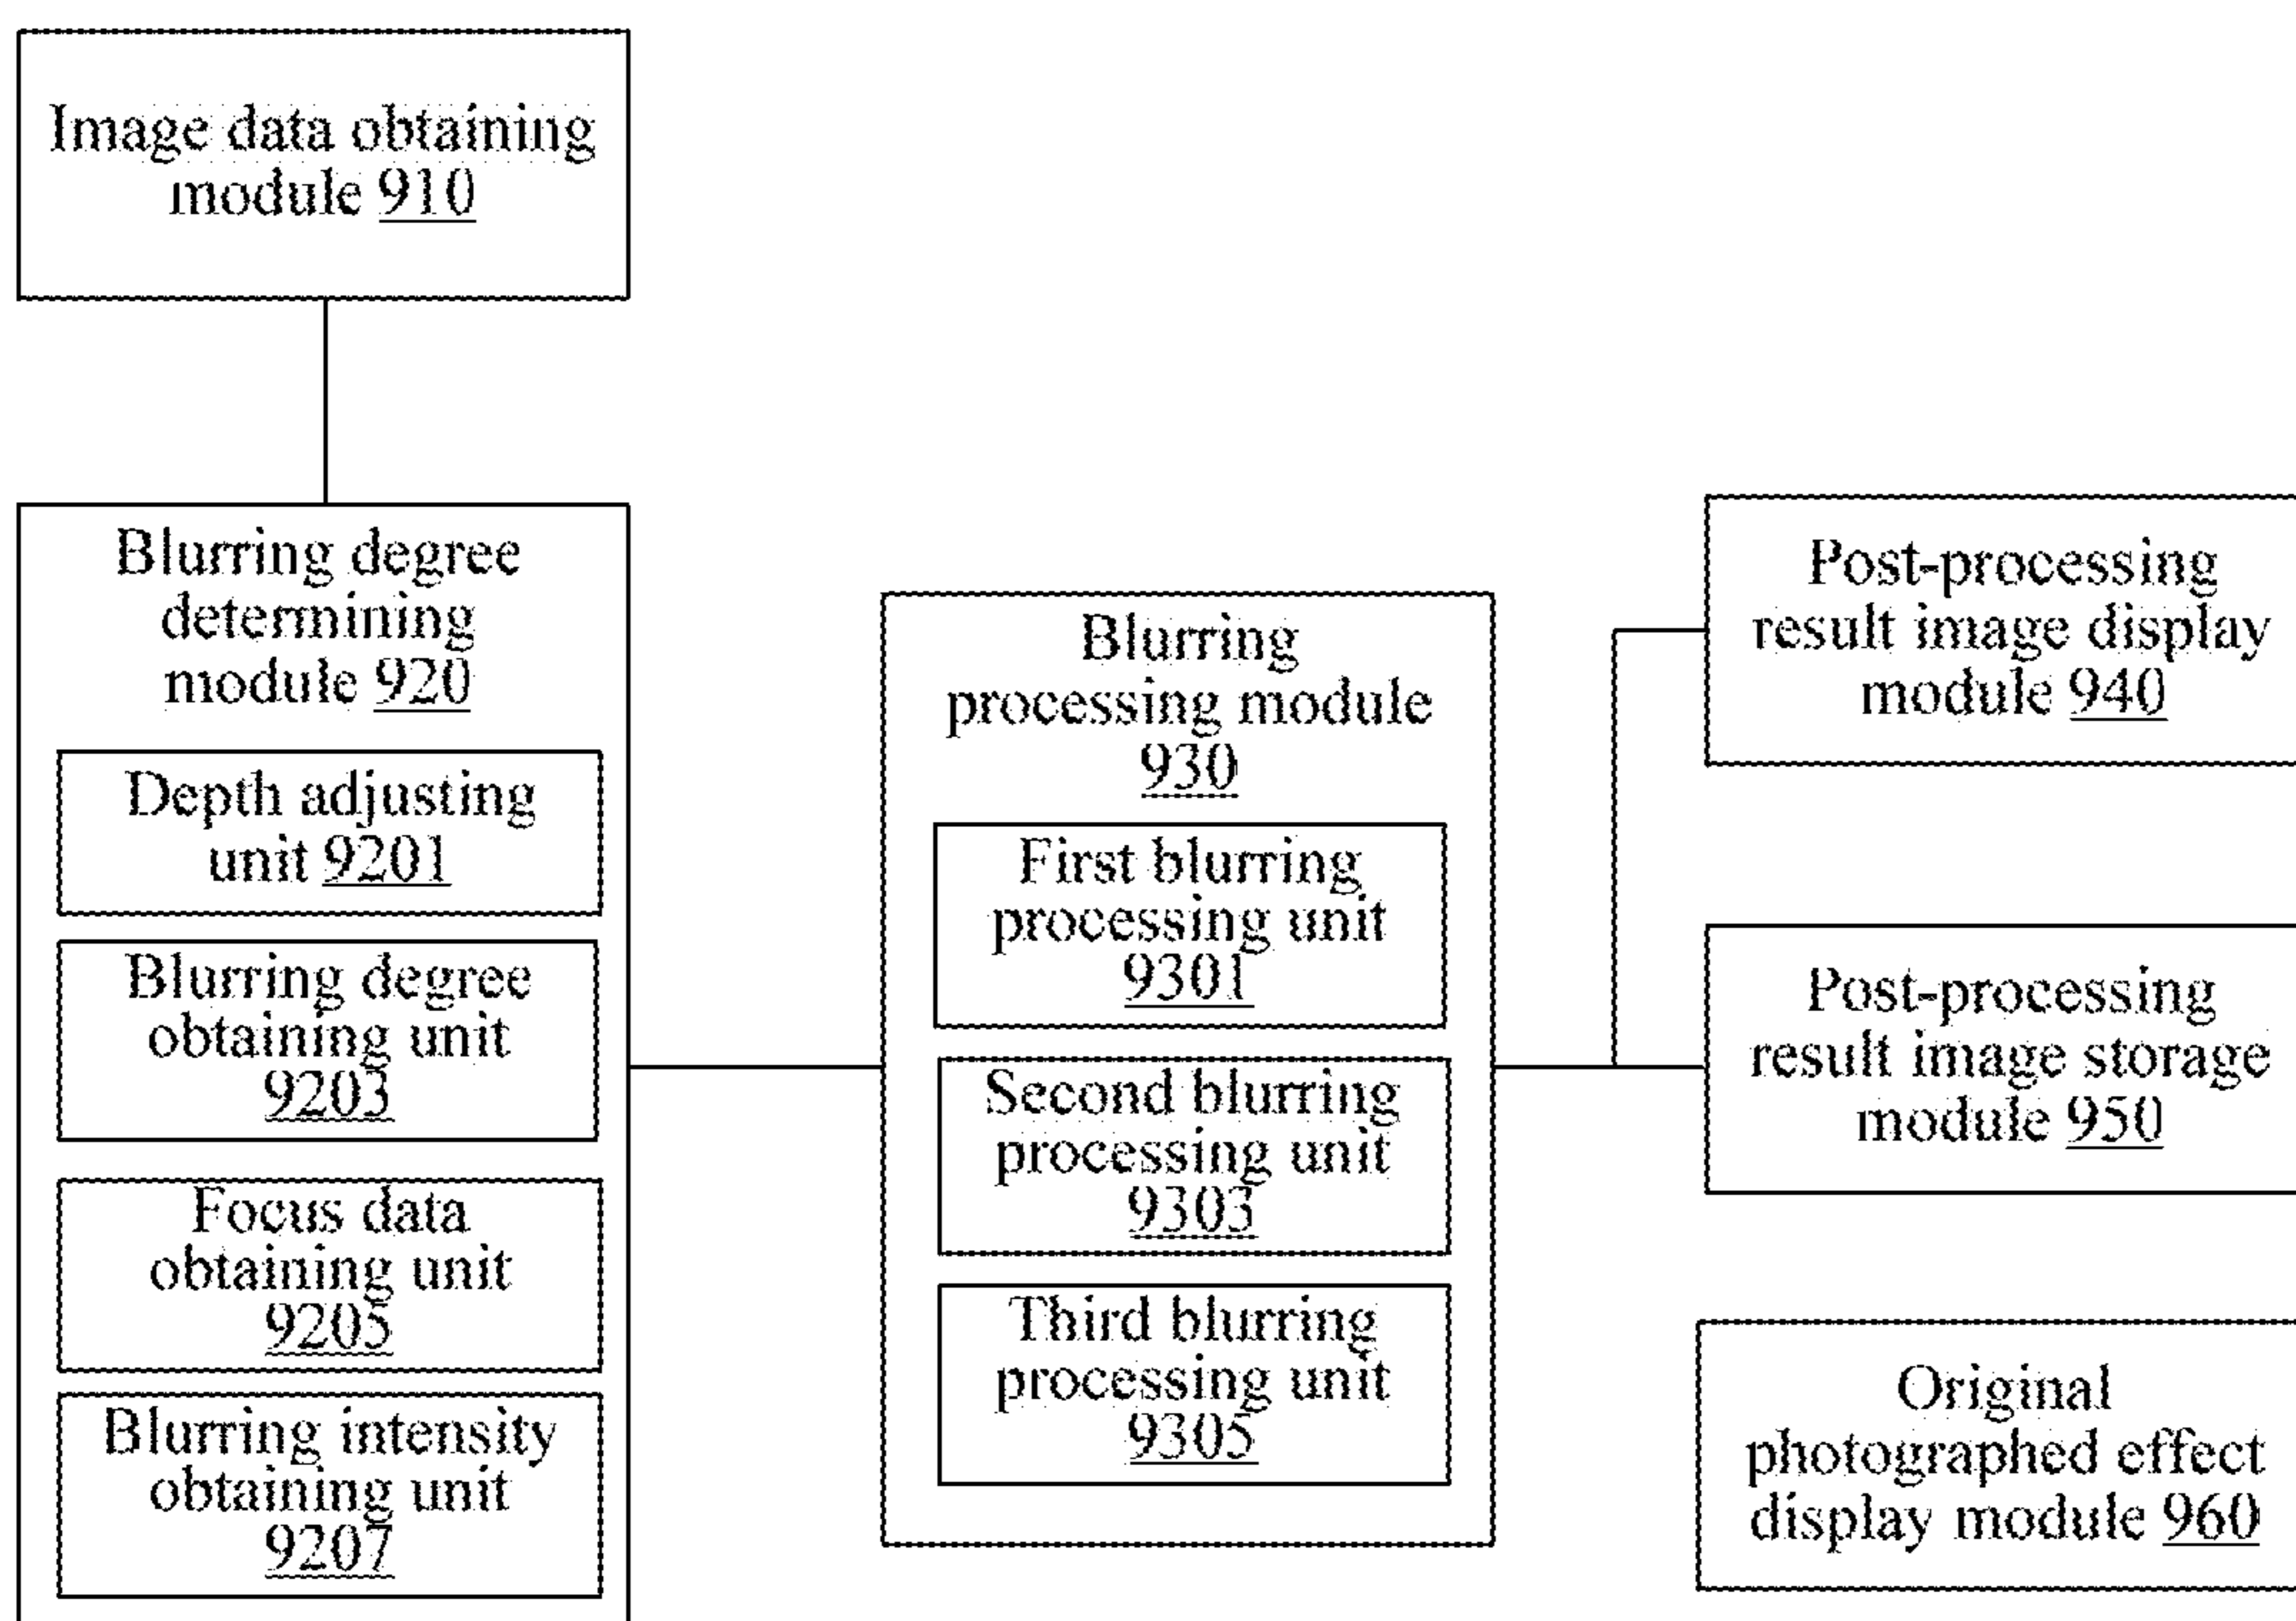 Image data obtaining
module 910
Blurring degree
determining
module 920
Depth adjusting
unit 9201
Blurring degree
obtaining unit
9203
Focus data
obtaining unit
9205
Blurring intensity
obtaining unit
9207
Blurring
processing module
930
First blurring
processing unit
9301
Second blurring
processing unit
9303
Third blurring
processing unit
9305
Post-processing
result image display
module 940
Post-processing
result image storage
module 950
Original
photographed effect
display module 960